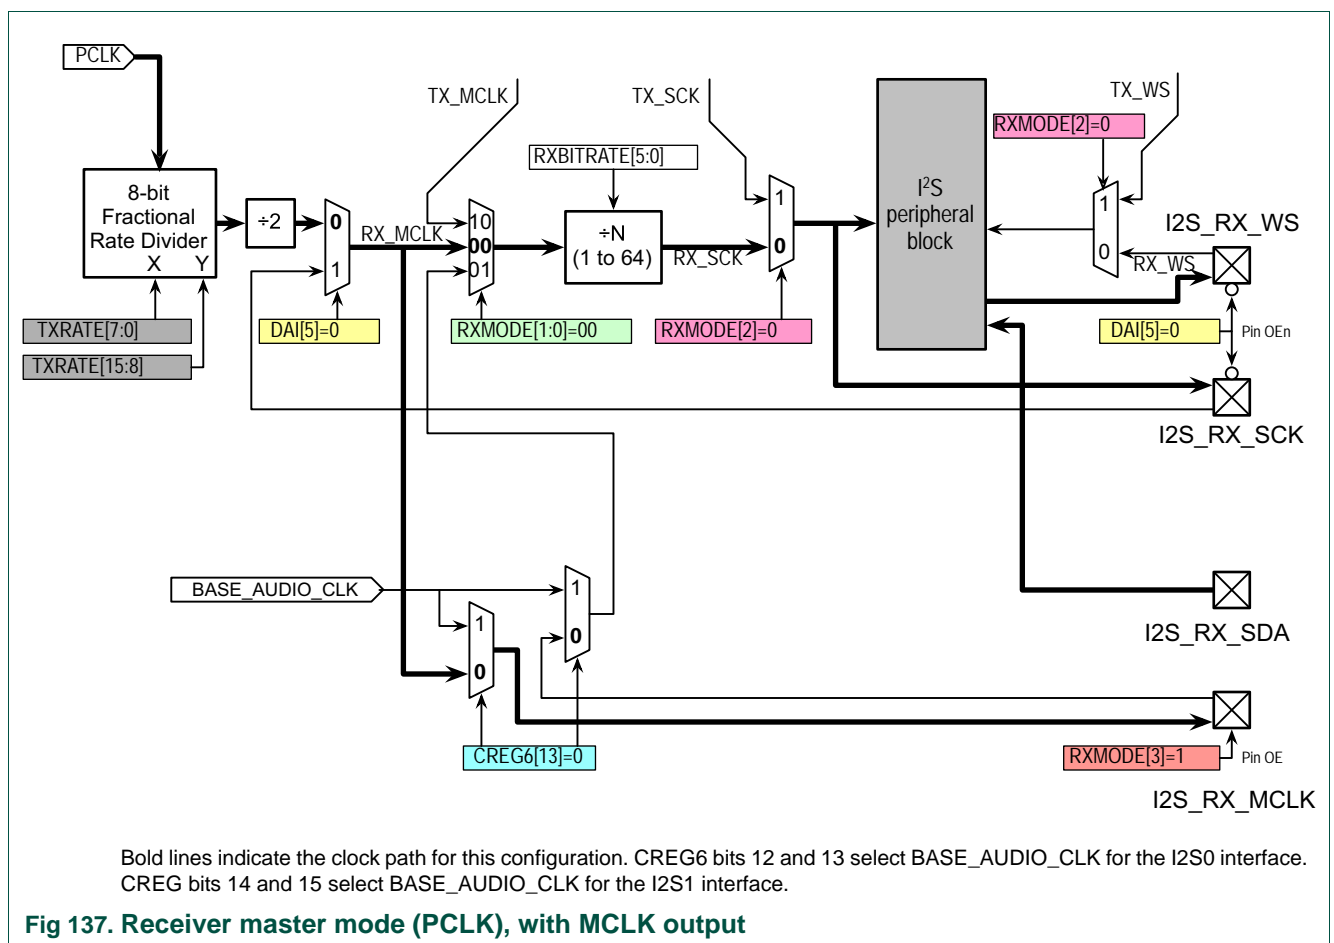 PCLK
TX_MCLK
TX_SCK
TX_WS
RXMODE[2]=0
RXBITRATE[5:0]
8-bit
Fractional
Rate Divider
X Y
÷2
0
1
RX_MCLK
10
00
01
÷N
(1 to 64)
RX_SCK
1
0
I²S
peripheral
block
1
0
RX_WS
I2S_RX_WS
TXRATE[7:0]
DAI[5]=0
RXMODE[1:0]=00
RXMODE[2]=0
DAI[5]=0
Pin OEn
TXRATE[15:8]
I2S_RX_SCK
BASE_AUDIO_CLK
1
0
1
0
I2S_RX_SDA
CREG6[13]=0
RXMODE[3]=1
Pin OE
I2S_RX_MCLK
Bold lines indicate the clock path for this configuration. CREG6 bits 12 and 13 select BASE_AUDIO_CLK for the I2S0 interface.
CREG bits 14 and 15 select BASE_AUDIO_CLK for the I2S1 interface.
Fig 137. Receiver master mode (PCLK), with MCLK output